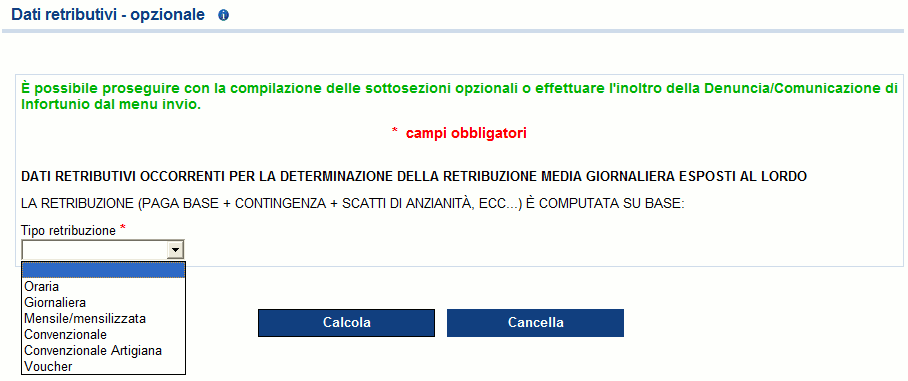 Dati retributivi - opzionale
È possibile proseguire con la compilazione delle sottosezioni opzionali o effettuare l'inoltro della Denuncia/Comunicazione di
Infortunio dal menu invio.
* campi obbligatori
DATI RETRIBUTIVI OCCORRENTI PER LA DETERMINAZIONE DELLA RETRIBUZIONE MEDIA GIORNALIERA ESPOSTI AL LORDO
LA RETRIBUZIONE (PAGA BASE + CONTINGENZA + SCATTI DI ANZIANITÀ, ECC...) È COMPUTATA SU BASE:
Tipo retribuzione *
Oraria
Giornaliera
Mensile/mensilizzata
Convenzionale
Convenzionale Artigiana
Voucher
Calcola
Cancella